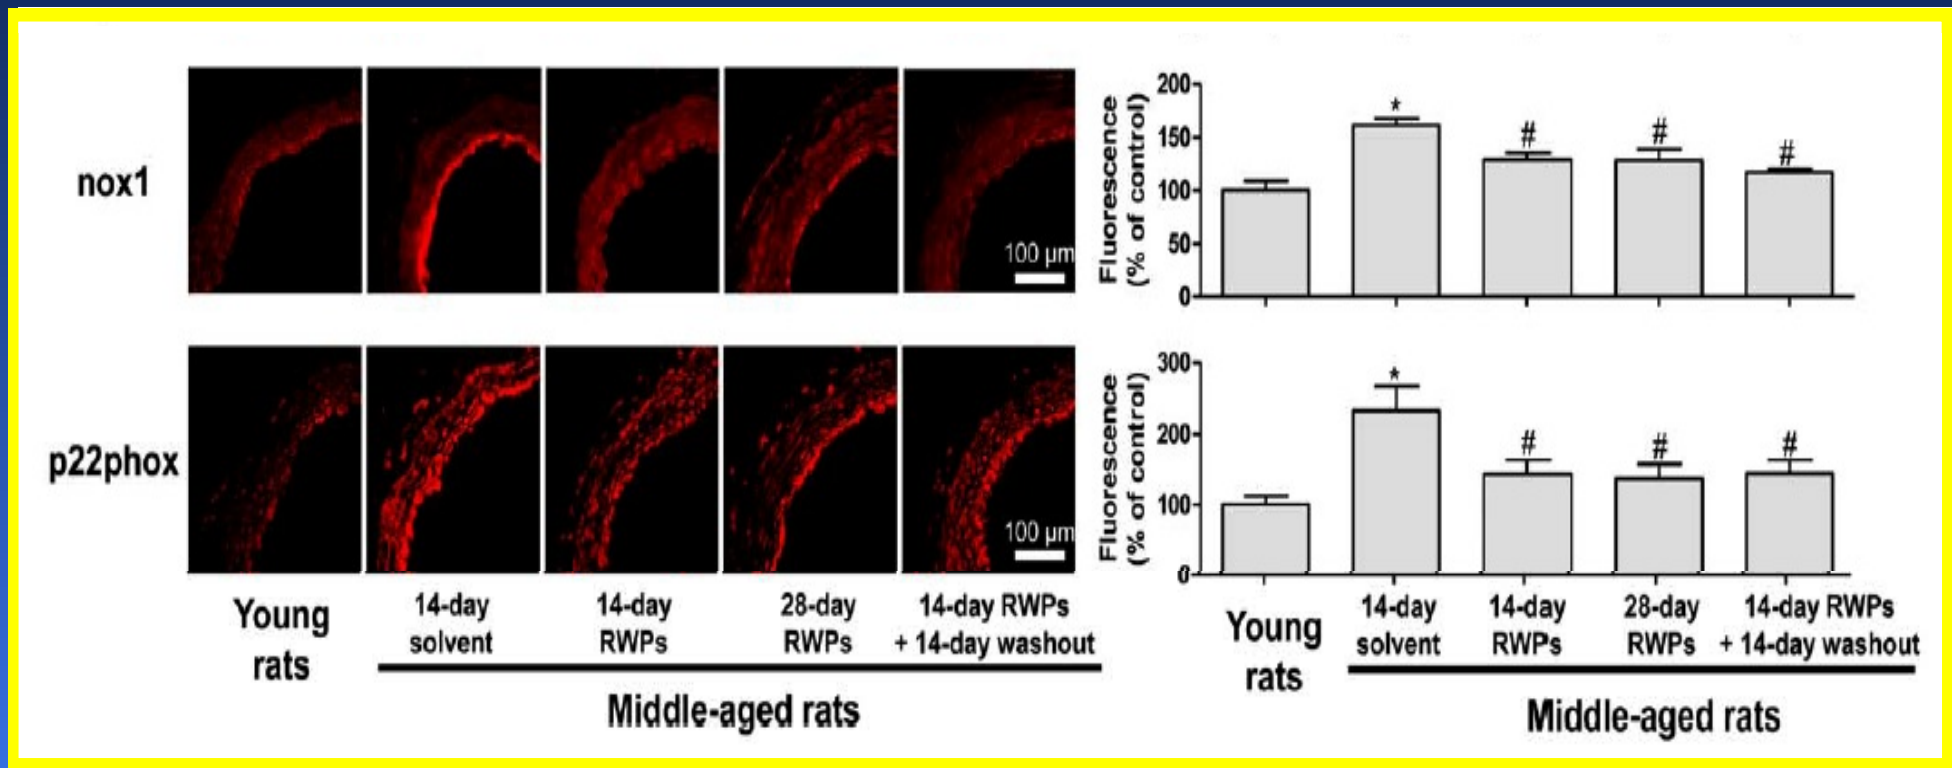 nox1
100 µm
Fluorescence
(% of control)
200
150
100
50
0
*
#
#
#
p22phox
100 µm
Fluorescence
(% of control)
300
200
100
0
*
#
#
#
Young
rats
14-day
solvent
14-day
RWPs
28-day
RWPs
14-day RWPs
+ 14-day washout
Middle-aged rats
Young
rats
14-day
solvent
14-day
RWPs
28-day
RWPs
14-day RWPs
+ 14-day washout
Middle-aged rats